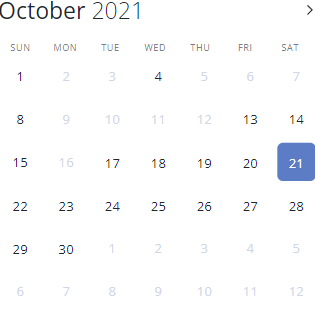 October 2021
SUN MON TUE WED THU FRI SAT
1 2 3 4 5 6 7
8 9 10 11 12 13 14
15 16 17 18 19 20 21
22 23 24 25 26 27 28
29 30 1 2 3 4 5
6 7 8 9 10 11 12